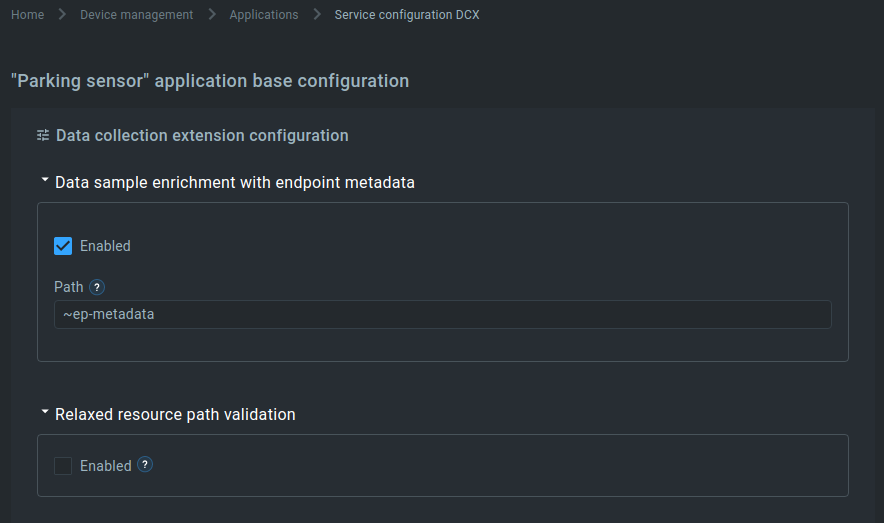 Home > Device management > Applications > Service configuration DCX
"Parking sensor" application base configuration
Data collection extension configuration
Data sample enrichment with endpoint metadata
Enabled
Path ?
~ep-metadata
Relaxed resource path validation
Enabled ?